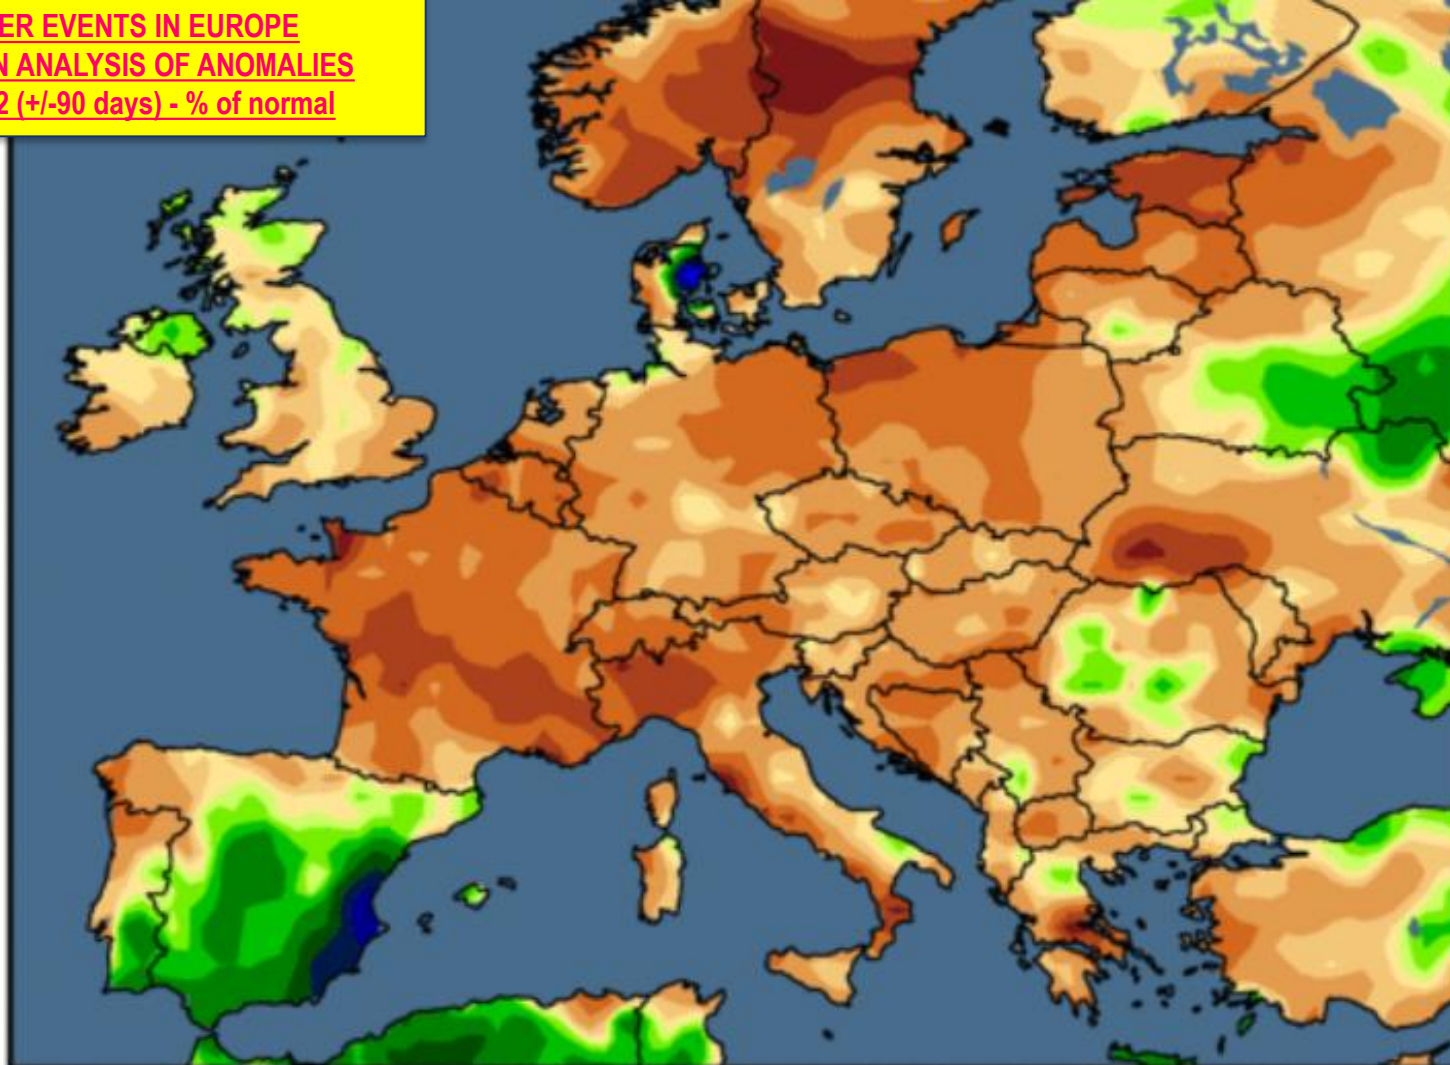 ER EVENTS IN EUROPE
N ANALYSIS OF ANOMALIES
2 (+/-90 days) - % of normal